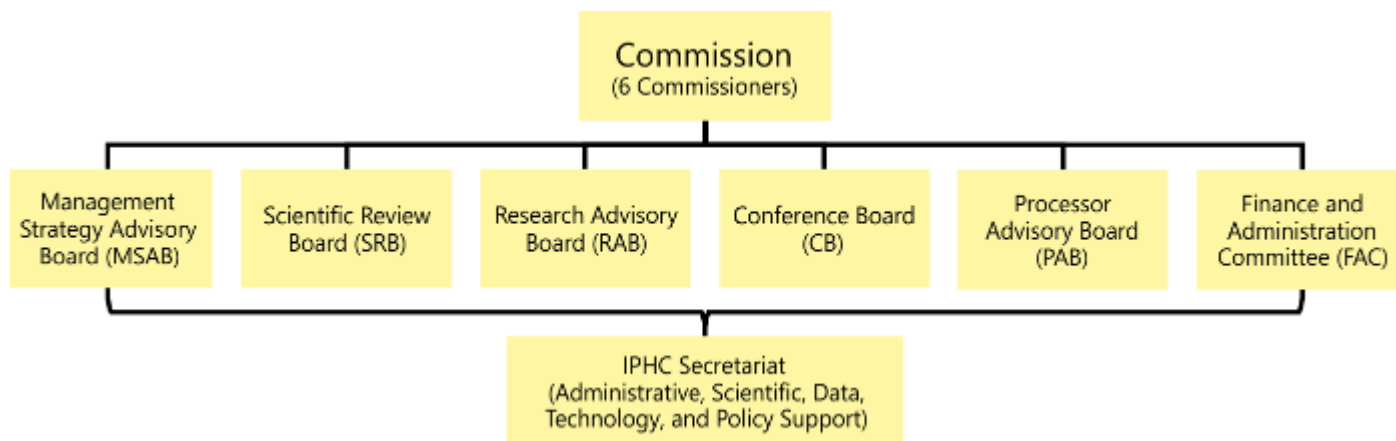 Commission
(6 Commissioners)
Management
Strategy Advisory
Board (MSAB)
Scientific Review
Board (SRB)
Research Advisory
Board (RAB)
Conference Board
(CB)
Processor
Advisory Board
(PAB)
Finance and
Administration
Committee (FAC)
IPHC Secretariat
(Administrative, Scientific, Data,
Technology, and Policy Support)